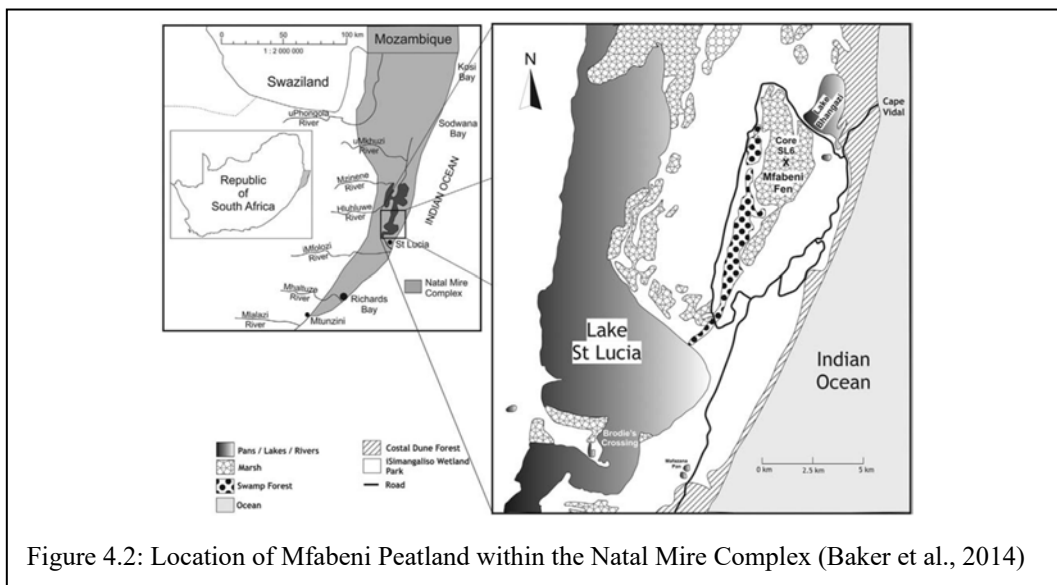 0 50 100 km
1 : 2 000 000
Mozambique
Swaziland
Kosi
Bay
uPhongola
River
Sodwana
Bay
uMkhuzi
River
Republic
of
South Africa
Mzinene
River
Hluhluwe
River
INDIAN OCEAN
St Lucia
iMfolozi
River
Natal Mire
Complex
Mhaltuze
River
Richards
Bay
Mlalazi
River
Mtunzini
N
Lake Bhangazi
Cape
Vidal
Core
SL6
X
Mfabeni
Fen
Lake
St Lucia
Indian
Ocean
Brodie's
Crossing
Pan
0 km 2.5 km 5 km
Pans / Lakes / Rivers
Marsh
Swamp Forest
Ocean
Costal Dune Forest
iSimangaliso Wetland
Park
Road
Figure 4.2: Location of Mfabeni Peatland within the Natal Mire Complex (Baker et al., 2014)